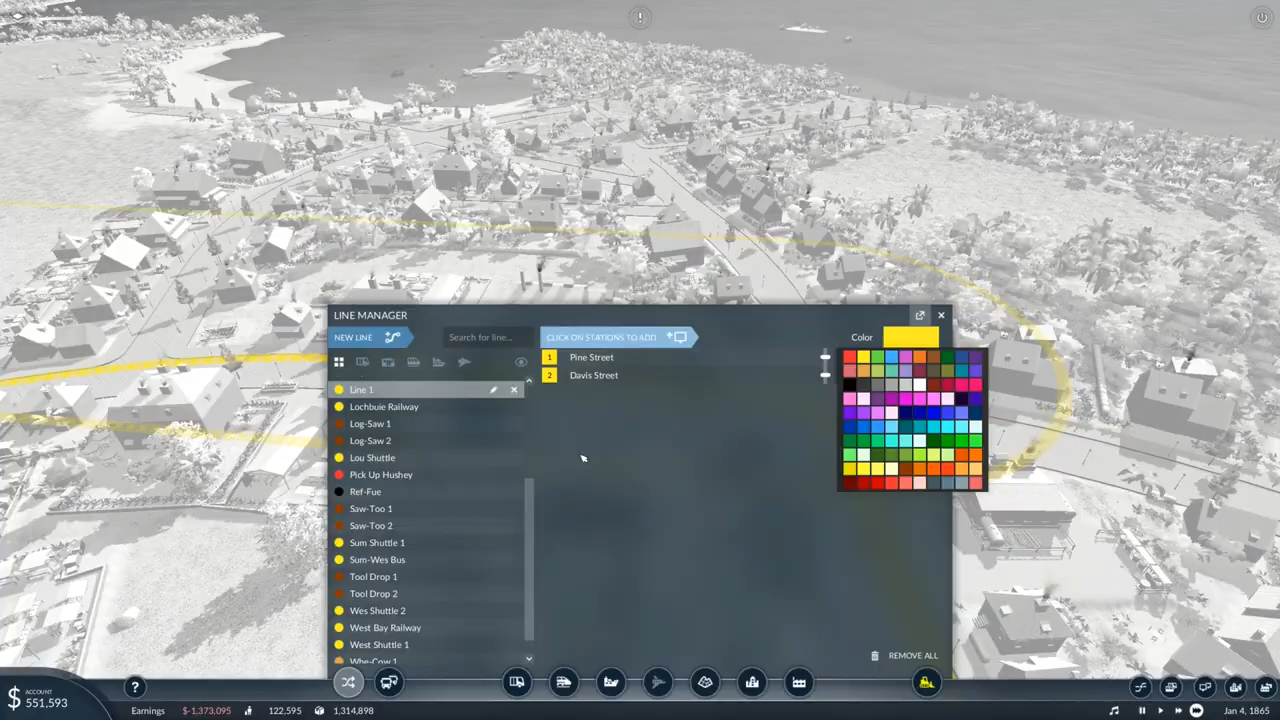 LINE MANAGER
NEW LINE
Search for line...
CLICK ON STATIONS TO ADD
Color
1 Pine Street
2 Davis Street
Line 1
Lochbuie Railway
Log-Saw 1
Log-Saw 2
Lou Shuttle
Pick Up Hushey
Ref-Fue
Saw-Too 1
Saw-Too 2
Sum Shuttle 1
Sum-Wes Bus
Tool Drop 1
Tool Drop 2
Wes Shuttle 2
West Bay Railway
West Shuttle 1
Whe-Cow 1
REMOVE ALL
?
$ ACCOUNT
551,593
Earnings $-1,373,095 122,595 1,314,898
Jan 4, 1865